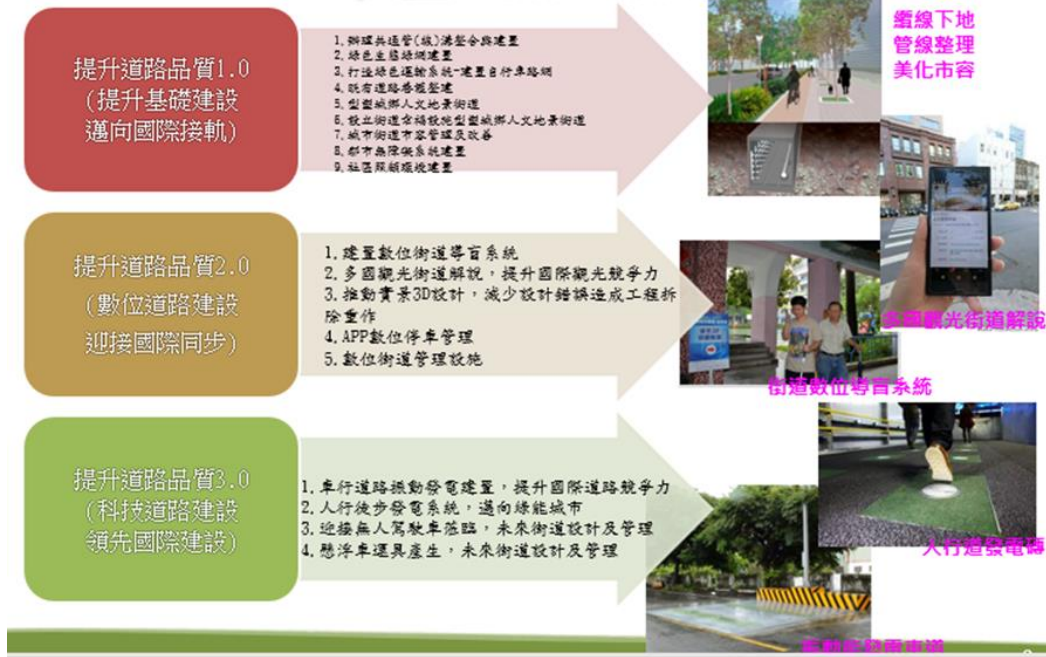 提升道路品質1.0
(提升基礎建設
邁向國際接軌)
1.辦理共通管(線)溝整合與建置
2.綠色生態綠網建置
3.打造綠色運輸系統-建置自行車路網
4.既有道路養護整建
5.型塑城鄉人文地景街道
6.設立街道家橋設施型塑城鄉人文地景街道
7.城市街道市容管理及改善
8.都市無障礙系統建置
9.社區照顧環境建置
纜線下地
管線整理
美化市容
提升道路品質2.0
(數位道路建設
迎接國際同步)
1.建置數位街道導盲系統
2.多國觀光街道解說，提升國際觀光競爭力
3.推動實景3D設計，減少設計錯誤造成工程拆
除重作
4.APP數位停車管理
5.數位街道管理設施
多國觀光街道解說
街道數位導盲系統
提升道路品質3.0
(科技道路建設
領先國際建設)
1.車行道路振動發電建置，提升國際道路競爭力
2.人行徒步發電系統，邁向綠能城市
3.迎接無人駕駛車蒞臨，未來街道設計及管理
4.懸浮車運具產生，未來街道設計及管理
人行道發電磚